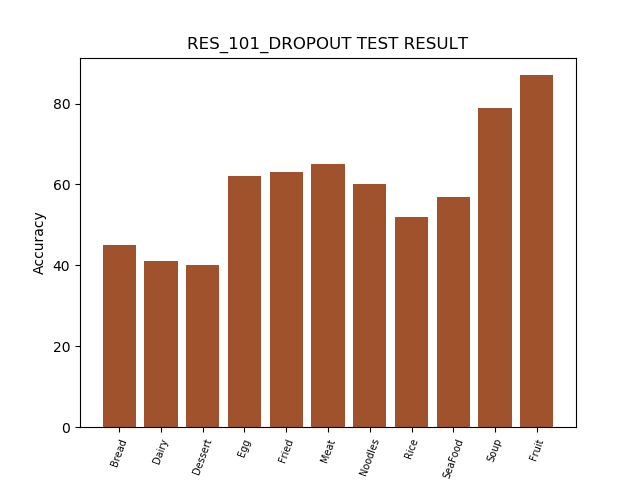 RES_101_DROPOUT TEST RESULT
Accuracy
80
60
40
20
0
Bread
Dairy
Dessert
Egg
Fried
Meat
Noodles
Rice
SeaFood
Soup
Fruit